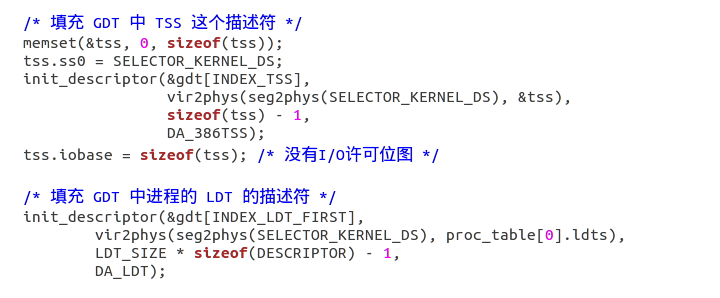 /* 填充 GDT 中 TSS 这个描述符 */
memset(&tss, 0, sizeof(tss));
tss.ss0 = SELECTOR_KERNEL_DS;
init_descriptor(&gdt[INDEX_TSS],
                vir2phys(seg2phys(SELECTOR_KERNEL_DS), &tss),
                sizeof(tss) - 1,
                DA_386TSS);
tss.iobase = sizeof(tss); /* 没有I/O许可位图 */

/* 填充 GDT 中进程的 LDT 的描述符 */
init_descriptor(&gdt[INDEX_LDT_FIRST],
        vir2phys(seg2phys(SELECTOR_KERNEL_DS), proc_table[0].ldts),
        LDT_SIZE * sizeof(DESCRIPTOR) - 1,
        DA_LDT);